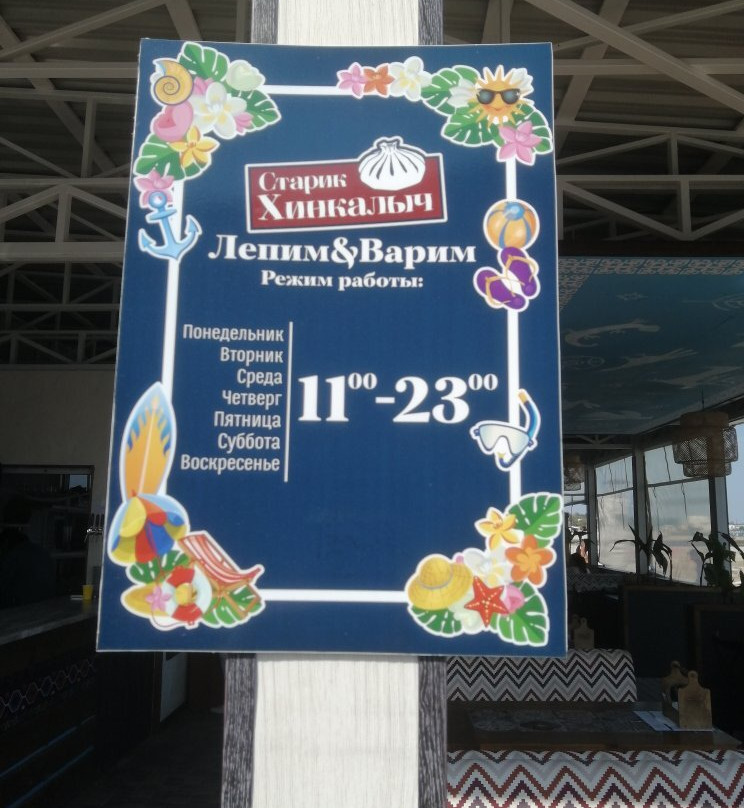 Старик
Хинкалыч
Лепим&Варим
Режим работы:
Понедельник
Вторник
Среда
Четверг
Пятница
Суббота
Воскресенье
11⁰⁰-23⁰⁰